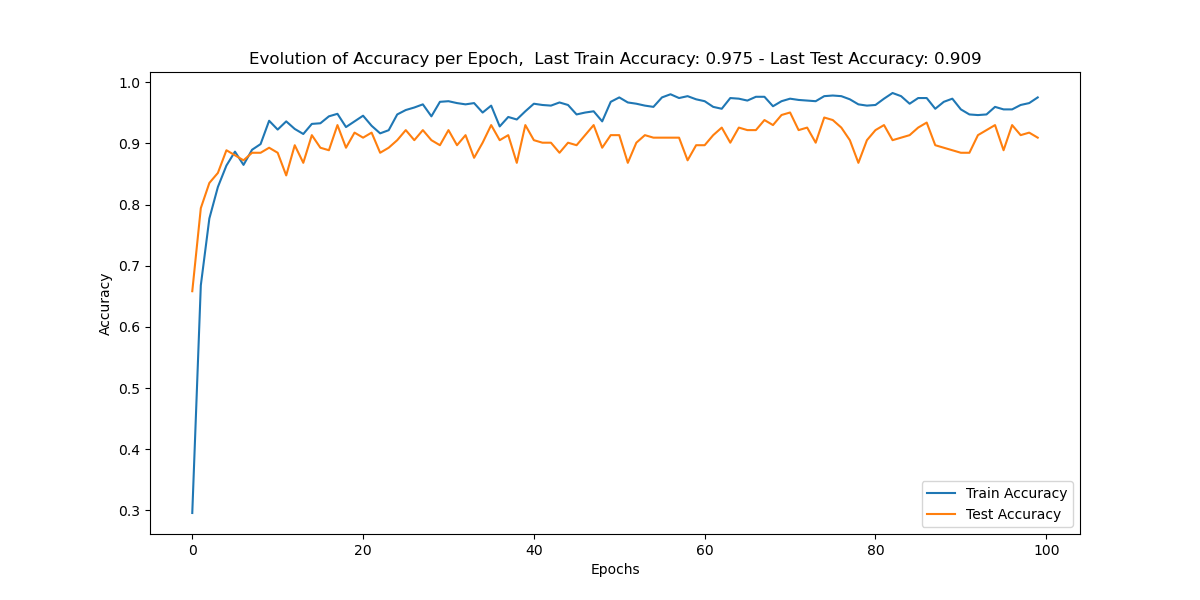 Evolution of Accuracy per Epoch,  Last Train Accuracy: 0.975 - Last Test Accuracy: 0.909
1.0
0.9
0.8
0.7
0.6
0.5
0.4
0.3
Accuracy
0 20 40 60 80 100
Epochs
Train Accuracy
Test Accuracy